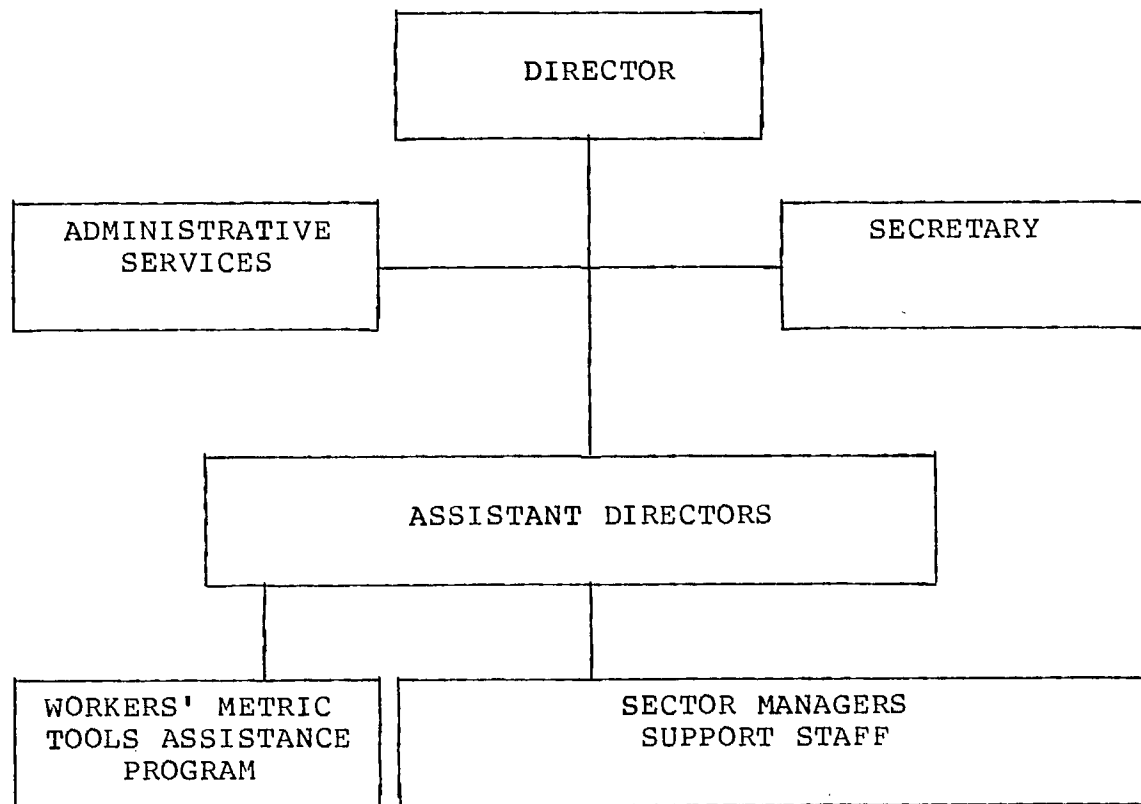 DIRECTOR
ADMINISTRATIVE
SERVICES
SECRETARY
ASSISTANT DIRECTORS
WORKERS' METRIC
TOOLS ASSISTANCE
PROGRAM
SECTOR MANAGERS
SUPPORT STAFF